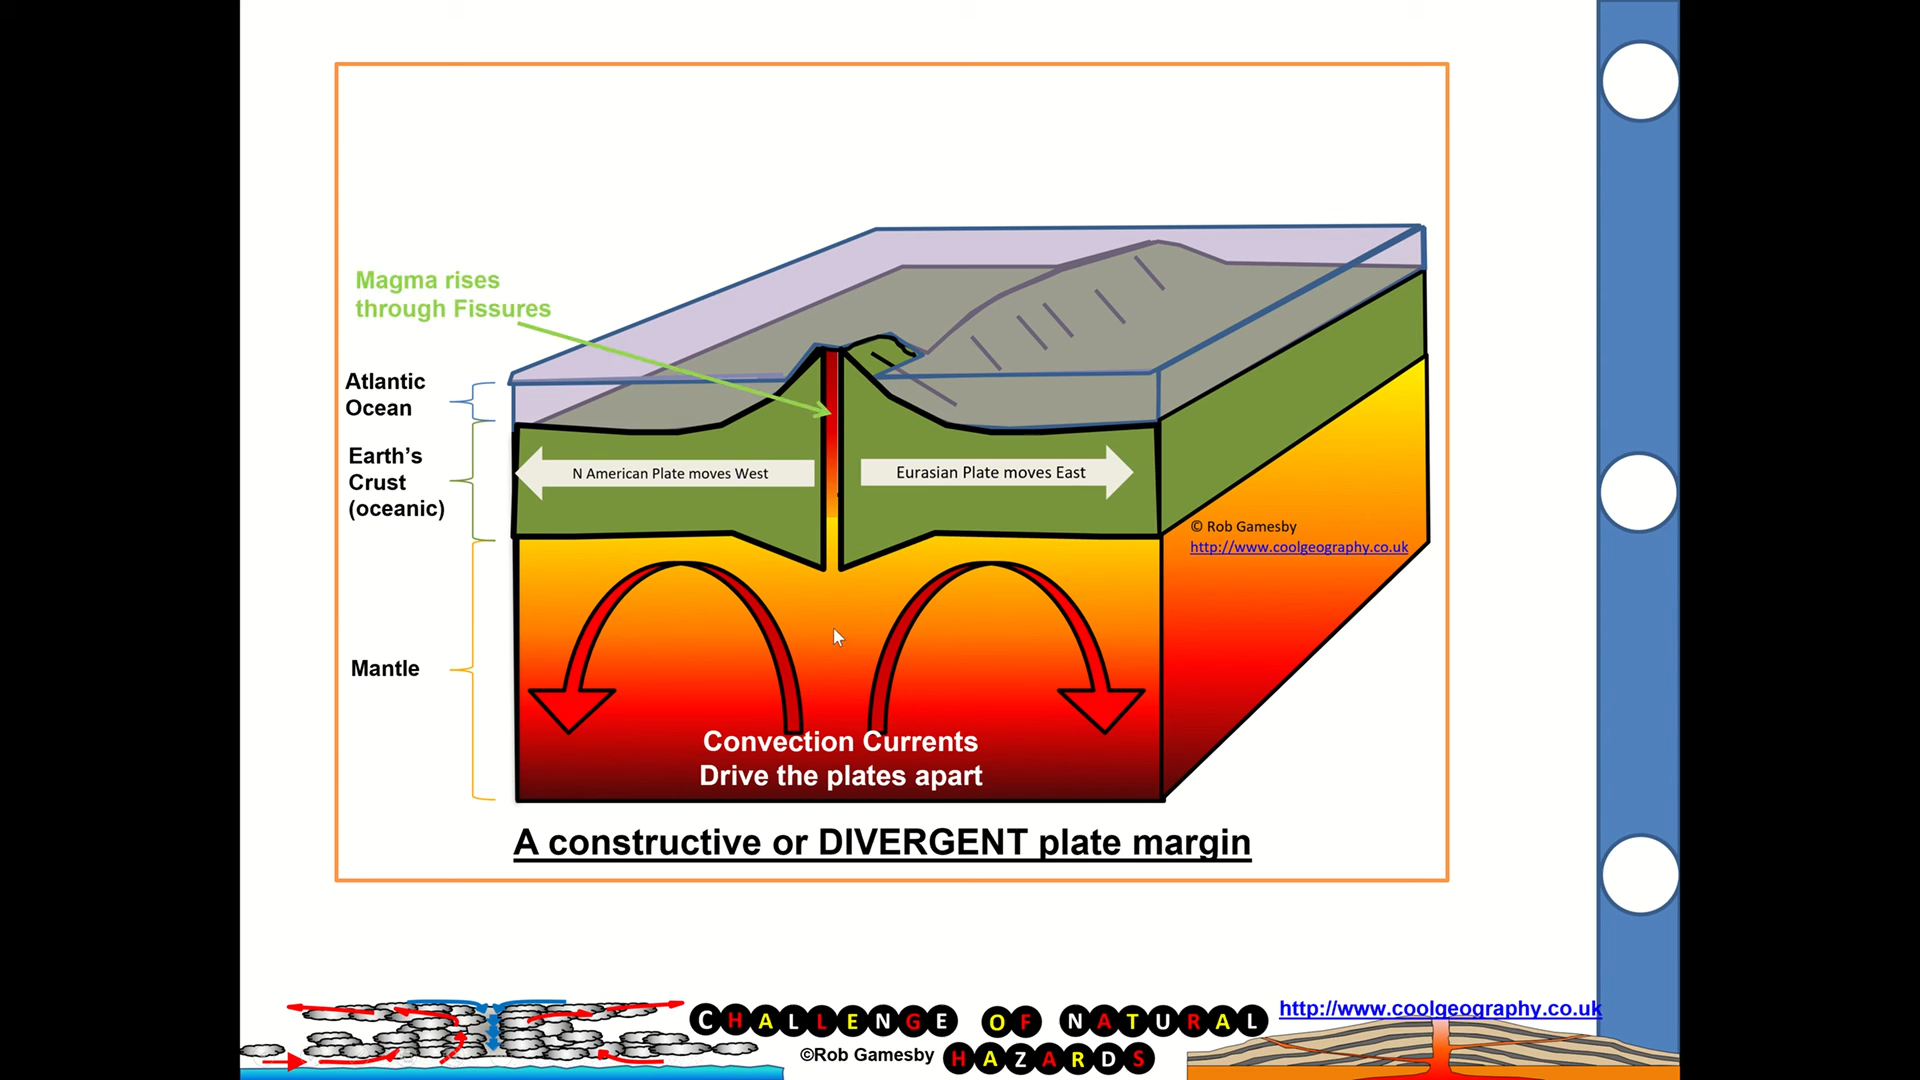 Magma rises
through Fissures
Atlantic
Ocean
Earth's
Crust
(oceanic)
N American Plate moves West
Eurasian Plate moves East
© Rob Gamesby
http://www.coolgeography.co.uk
Mantle
Convection Currents
Drive the plates apart
A constructive or DIVERGENT plate margin
CHALLENGE OF NATURAL
http://www.coolgeography.co.uk
©Rob Gamesby
HAZARDS